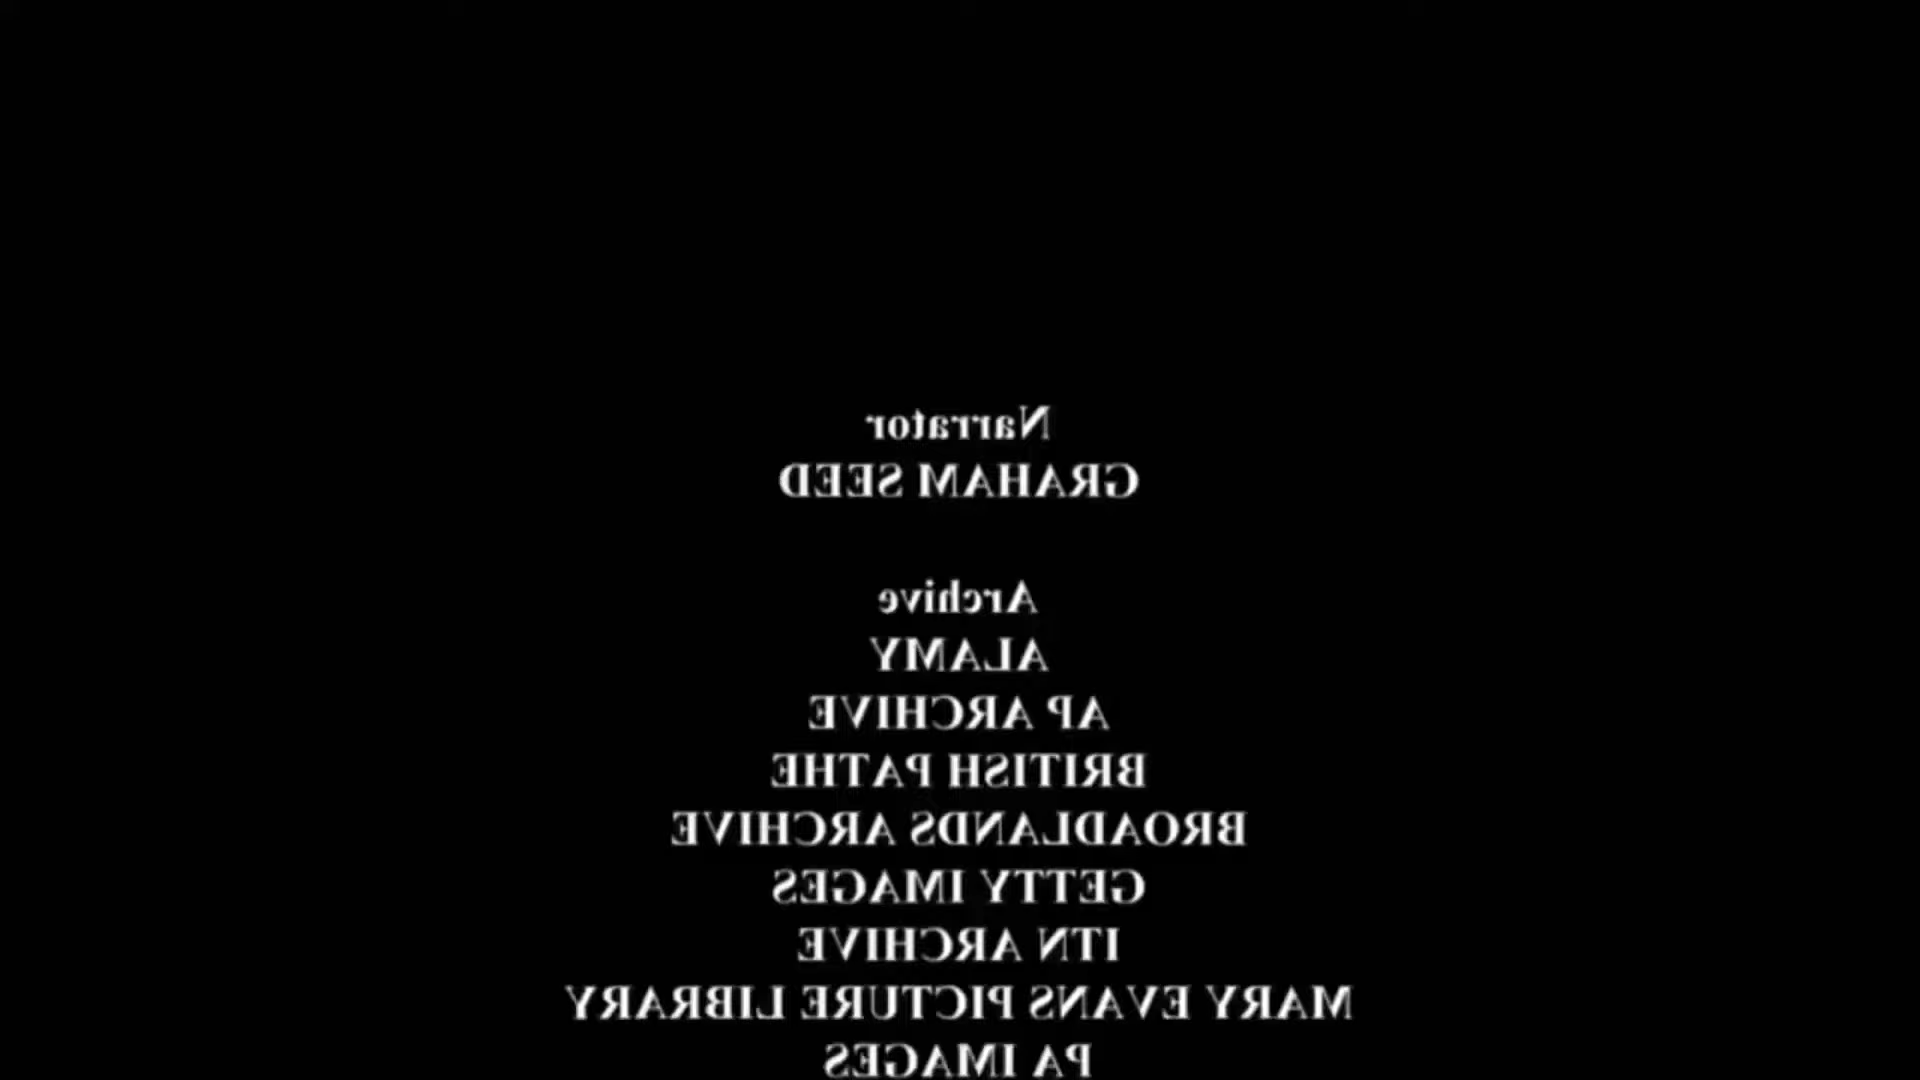 Narrator
GRAHAM SEED
Archive
ALAMY
AP ARCHIVE
BRITISH PATHE
BROADLANDS ARCHIVE
GETTY IMAGES
ITN ARCHIVE
MARY EVANS PICTURE LIBRARY
PA IMAGES